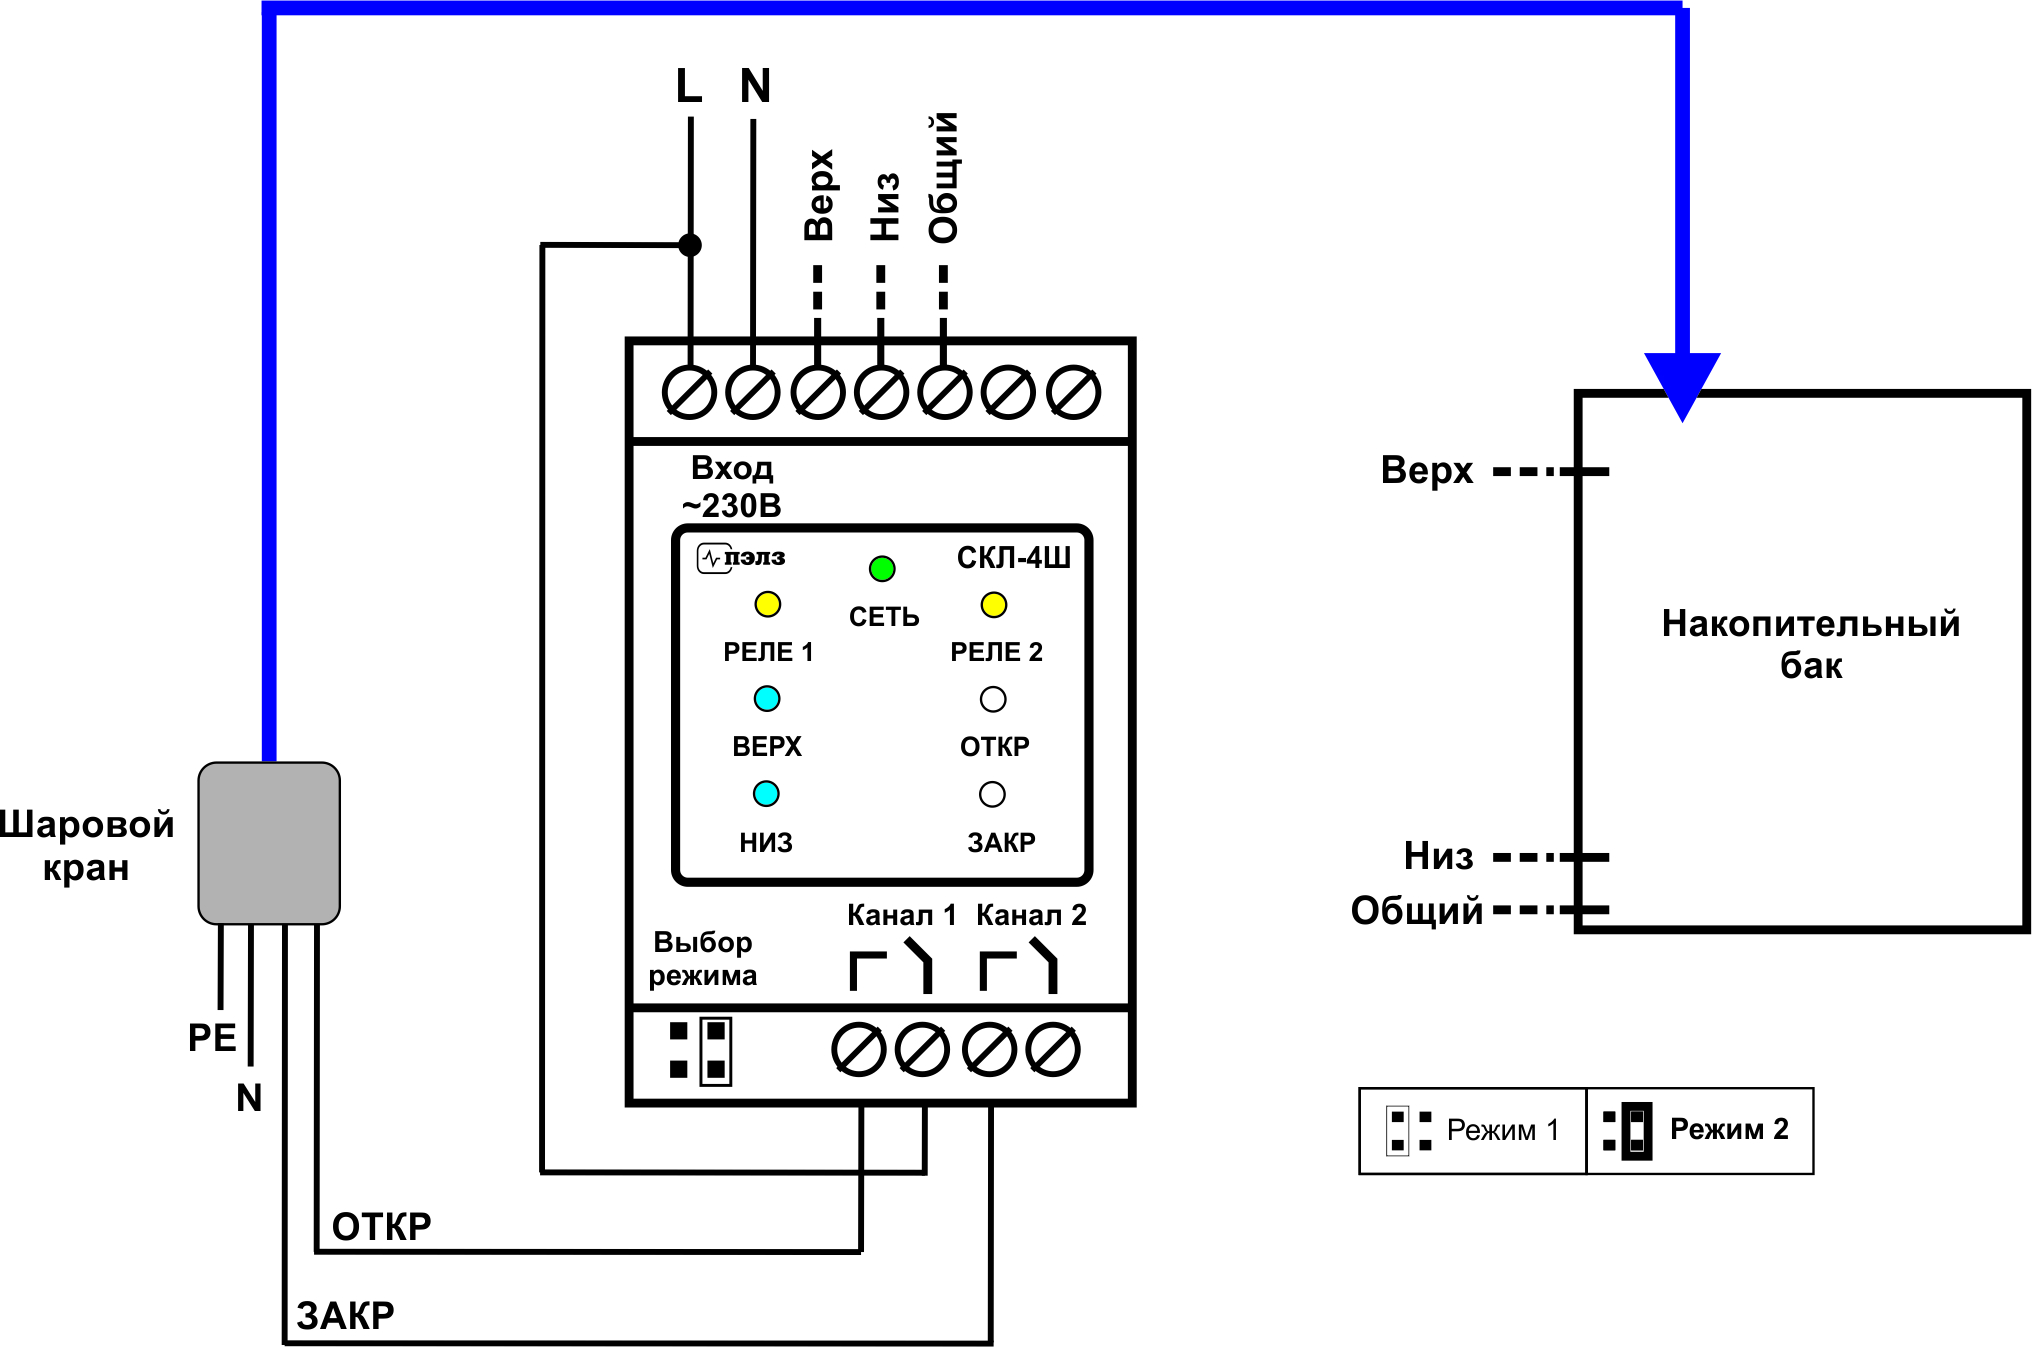 L N
Верх
Низ
Общий
Вход
~230В
пэлз
СКЛ-4Ш
СЕТЬ
РЕЛЕ 1
РЕЛЕ 2
ВЕРХ
ОТКР
НИЗ
ЗАКР
Канал 1 Канал 2
Выбор
режима
Шаровой
кран
PE
N
ОТКР
ЗАКР
Верх
Накопительный
бак
Низ
Общий
Режим 1
Режим 2